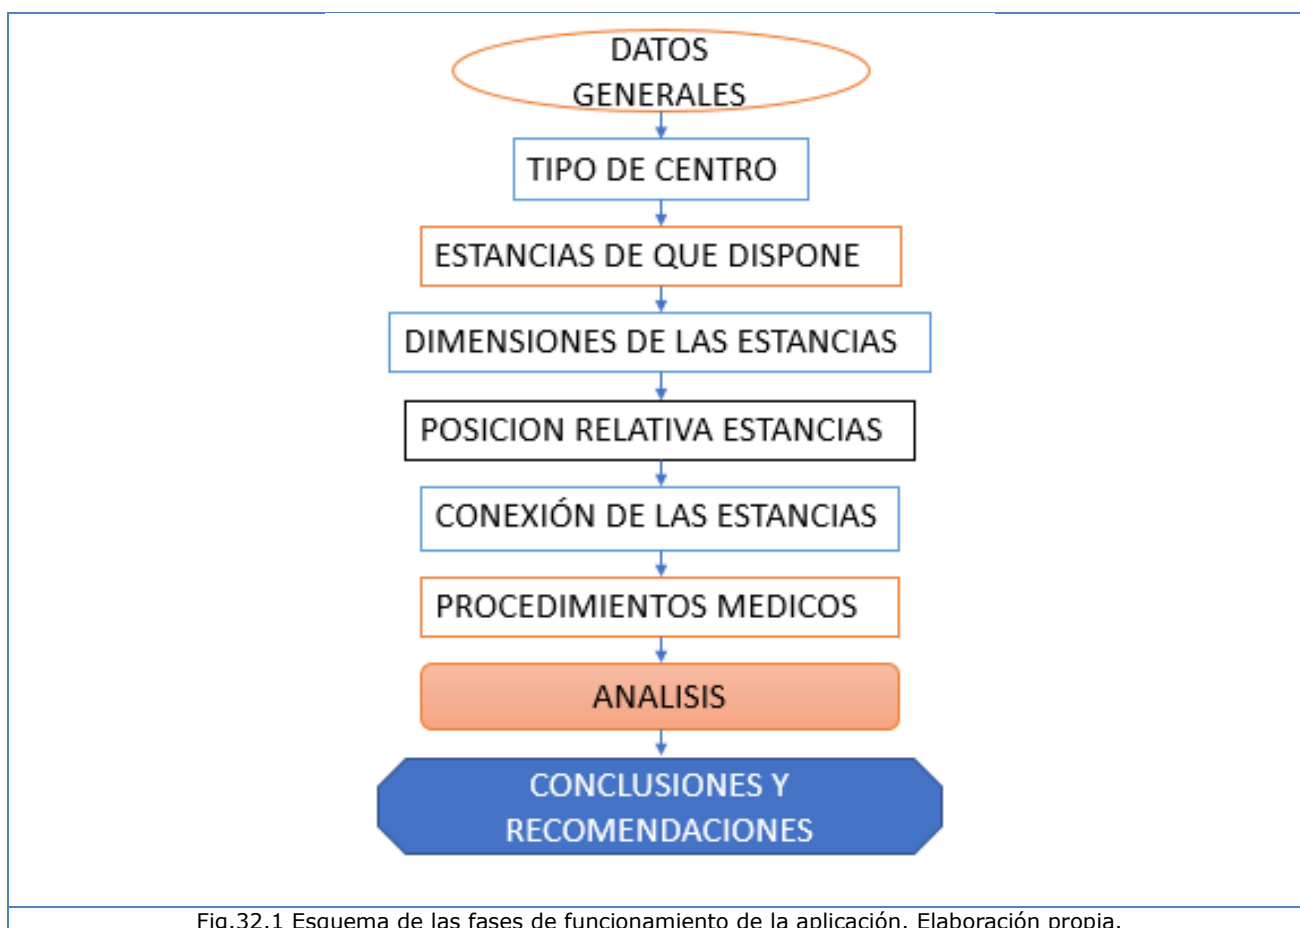 DATOS
GENERALES
TIPO DE CENTRO
ESTANCIAS DE QUE DISPONE
DIMENSIONES DE LAS ESTANCIAS
POSICION RELATIVA ESTANCIAS
CONEXIÓN DE LAS ESTANCIAS
PROCEDIMIENTOS MEDICOS
ANALISIS
CONCLUSIONES Y
RECOMENDACIONES
Fig.32.1 Esquema de las fases de funcionamiento de la aplicación. Elaboración propia.